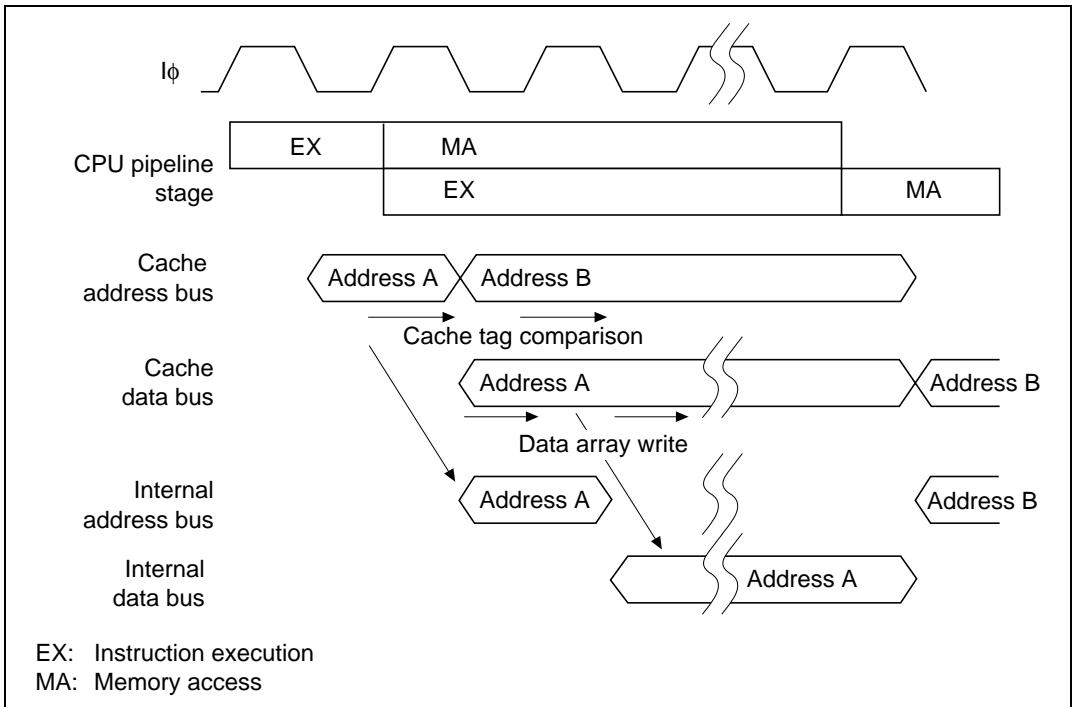 Iϕ
CPU pipeline
stage
EX MA
EX MA
Cache
address bus
Address A Address B
Cache tag comparison
Cache
data bus
Address A Address B
Data array write
Internal
address bus
Address A Address B
Internal
data bus
Address A
EX: Instruction execution
MA: Memory access